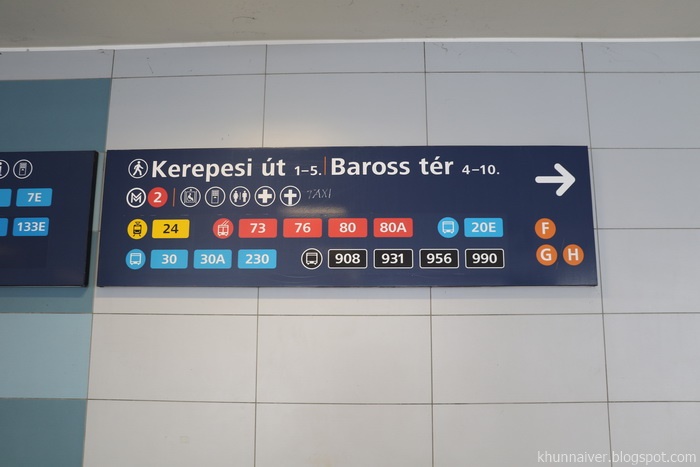 7E
133E
Kerepesi út 1–5. Baross tér 4–10.
M 2 TAXI
24 73 76 80 80A 20E F
30 30A 230 908 931 956 990 G H
khunnaiver.blogspot.com